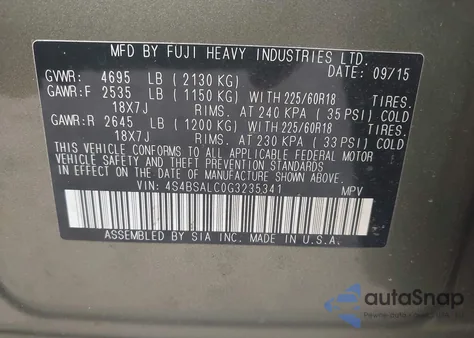 MFD BY FUJI HEAVY INDUSTRIES LTD.
DATE: 09/15
GVWR: 4695 LB (2130 KG)
GAWR:F 2535 LB (1150 KG) WITH 225/60R18 TIRES,
18X7J RIMS, AT 240 KPA (35 PSI) COLD
GAWR:R 2645 LB (1200 KG) WITH 225/60R18 TIRES,
18X7J RIMS, AT 230 KPA (33 PSI) COLD
THIS VEHICLE CONFORMS TO ALL APPLICABLE FEDERAL MOTOR
VEHICLE SAFETY AND THEFT PREVENTION STANDARDS IN
EFFECT ON THE DATE OF MANUFACTURE SHOWN ABOVE.
VIN: 4S4BSALC0G3235341 MPV
ASSEMBLED BY SIA INC. MADE IN U.S.A.
autoSnap